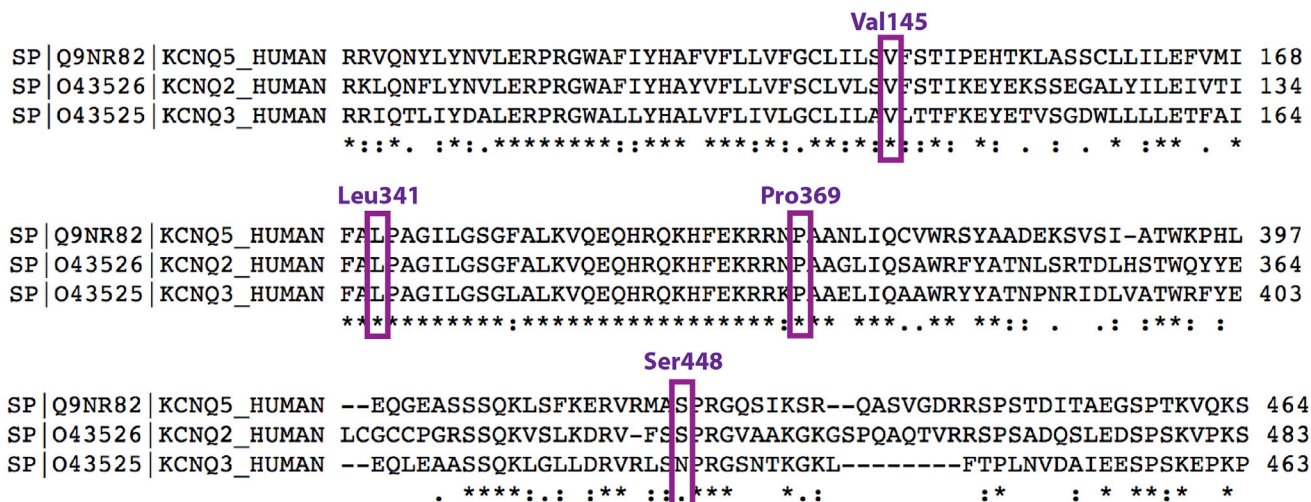 Val145
SP|Q9NR82|KCNQ5_HUMAN RRVQNYLYNVLERPRGWAFIYHAFVFLLVFGCLILSVFSTIPEHTKLASSCLLILEFVMI 168
SP|O43526|KCNQ2_HUMAN RKLQNFLYNVLERPRGWAFIYHAYVFLLVFSCLVLSVFSTIKEYEKSSEGALYILEIVTI 134
SP|O43525|KCNQ3_HUMAN RRIQTLIYDALERPRGWALLYHALVFLIVLGCLILAVLTTFKEYETVSGDWLLLLETFAI 164
*::*. :*:.********::*** ***:*:.**:*:*::*: *: . : . * :** . *
Leu341 Pro369
SP|Q9NR82|KCNQ5_HUMAN FALPAGILGSGFALKVQEQHRQKHFEKRRNPAANLIQCVWRSYAADEKSVSI-ATWKPHL 397
SP|O43526|KCNQ2_HUMAN FALPAGILGSGFALKVQEQHRQKHFEKRRNPAAGLIQSAWRFYATNLSRTDLHSTWQYYE 364
SP|O43525|KCNQ3_HUMAN FALPAGILGSGLALKVQEQHRQKHFEKRRKPAAELIQAAWRYYATNPNRIDLVATWRFYE 403
***********:*****************:*** ***..** **:: . .: :**: :
Ser448
SP|Q9NR82|KCNQ5_HUMAN --EQGEASSSQKLSFKERVRMASPRGQSIKSR--QASVGDRRSPSTDITAEGSPTKVQKS 464
SP|O43526|KCNQ2_HUMAN LCGCCPGRSSQKVSLKDRV-FSSPRGVAAKGKGSPQAQTVRRSPSADQSLEDSPSKVPKS 483
SP|O43525|KCNQ3_HUMAN --EQLEAASSQKLGLLDRVRLSNPRGSNTKGKL--------FTPLNVDAIEESPSKEPKP 463
. ****:.: :** ::.*** *.: :* : * **:* *